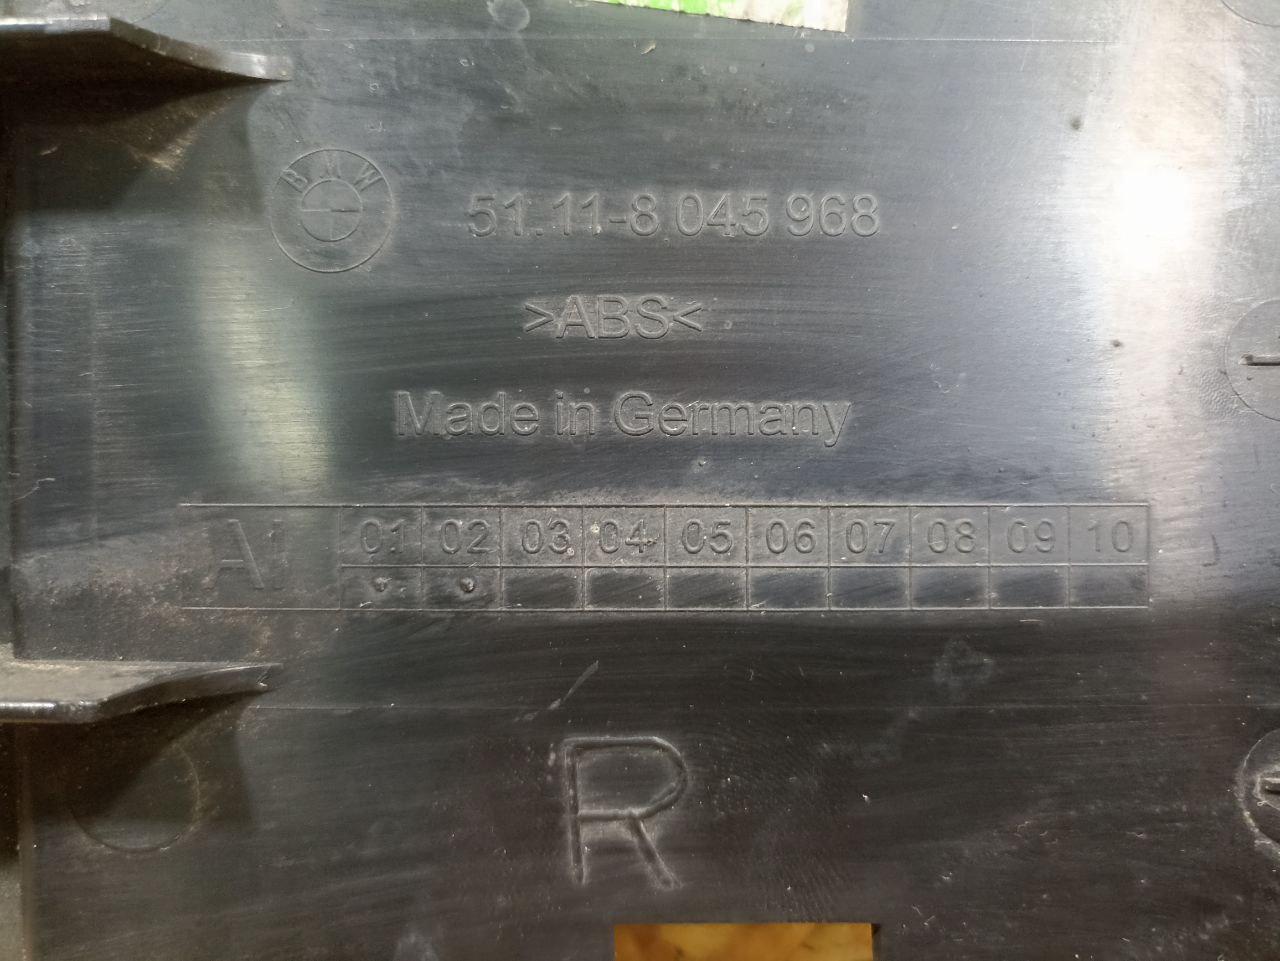 BMW
51.11-8 045 968
>ABS<
Made in Germany
AI 01 02 03 04 05 06 07 08 09 10
R